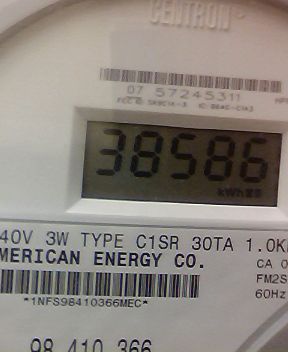 CENTRON
07 57245311
38586
kWh
40V 3W TYPE C1SR 30TA 1.0K
MERICAN ENERGY CO.
CA 0
FM2S
60Hz
*1NFS98410366MEC*
98 410 366